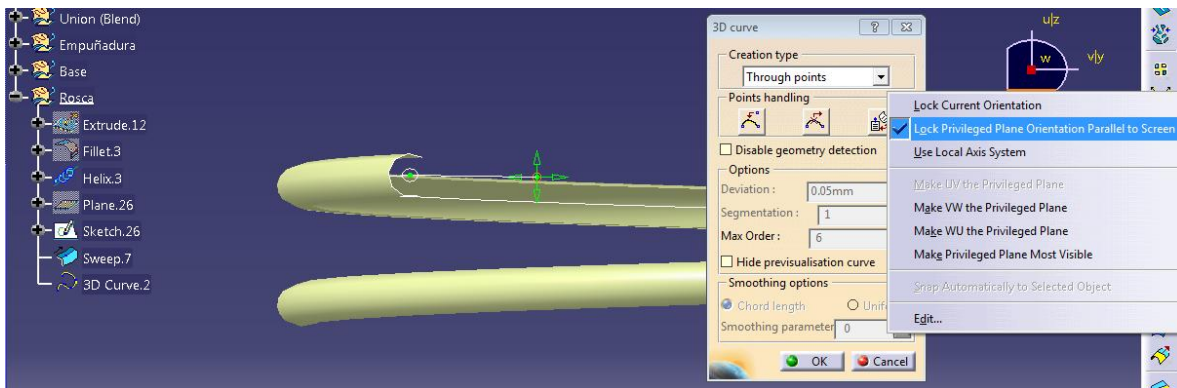 Union (Blend)
Empuñadura
Base
Rosca
Extrude.12
Fillet.3
Helix.3
Plane.26
Sketch.26
Sweep.7
3D Curve.2
3D curve
Creation type
Through points
Points handling
Disable geometry detection
Options
Deviation : 0.05mm
Segmentation : 1
Max Order : 6
Hide previsualisation curve
Smoothing options
Chord length
Smoothing parameter 0
OK Cancel
u|z
w v|y
Lock Current Orientation
Lock Privileged Plane Orientation Parallel to Screen
Use Local Axis System
Make UV the Privileged Plane
Make VW the Privileged Plane
Make WU the Privileged Plane
Make Privileged Plane Most Visible
Snap Automatically to Selected Object
Edit...